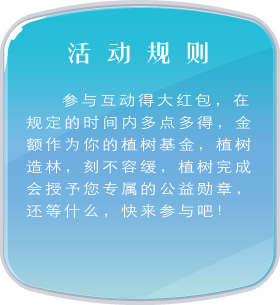 活动规则
参与互动得大红包，在
规定的时间内多点多得，金
额作为你的植树基金，植树
造林，刻不容缓，植树完成
会授予您专属的公益勋章，
还等什么，快来参与吧！